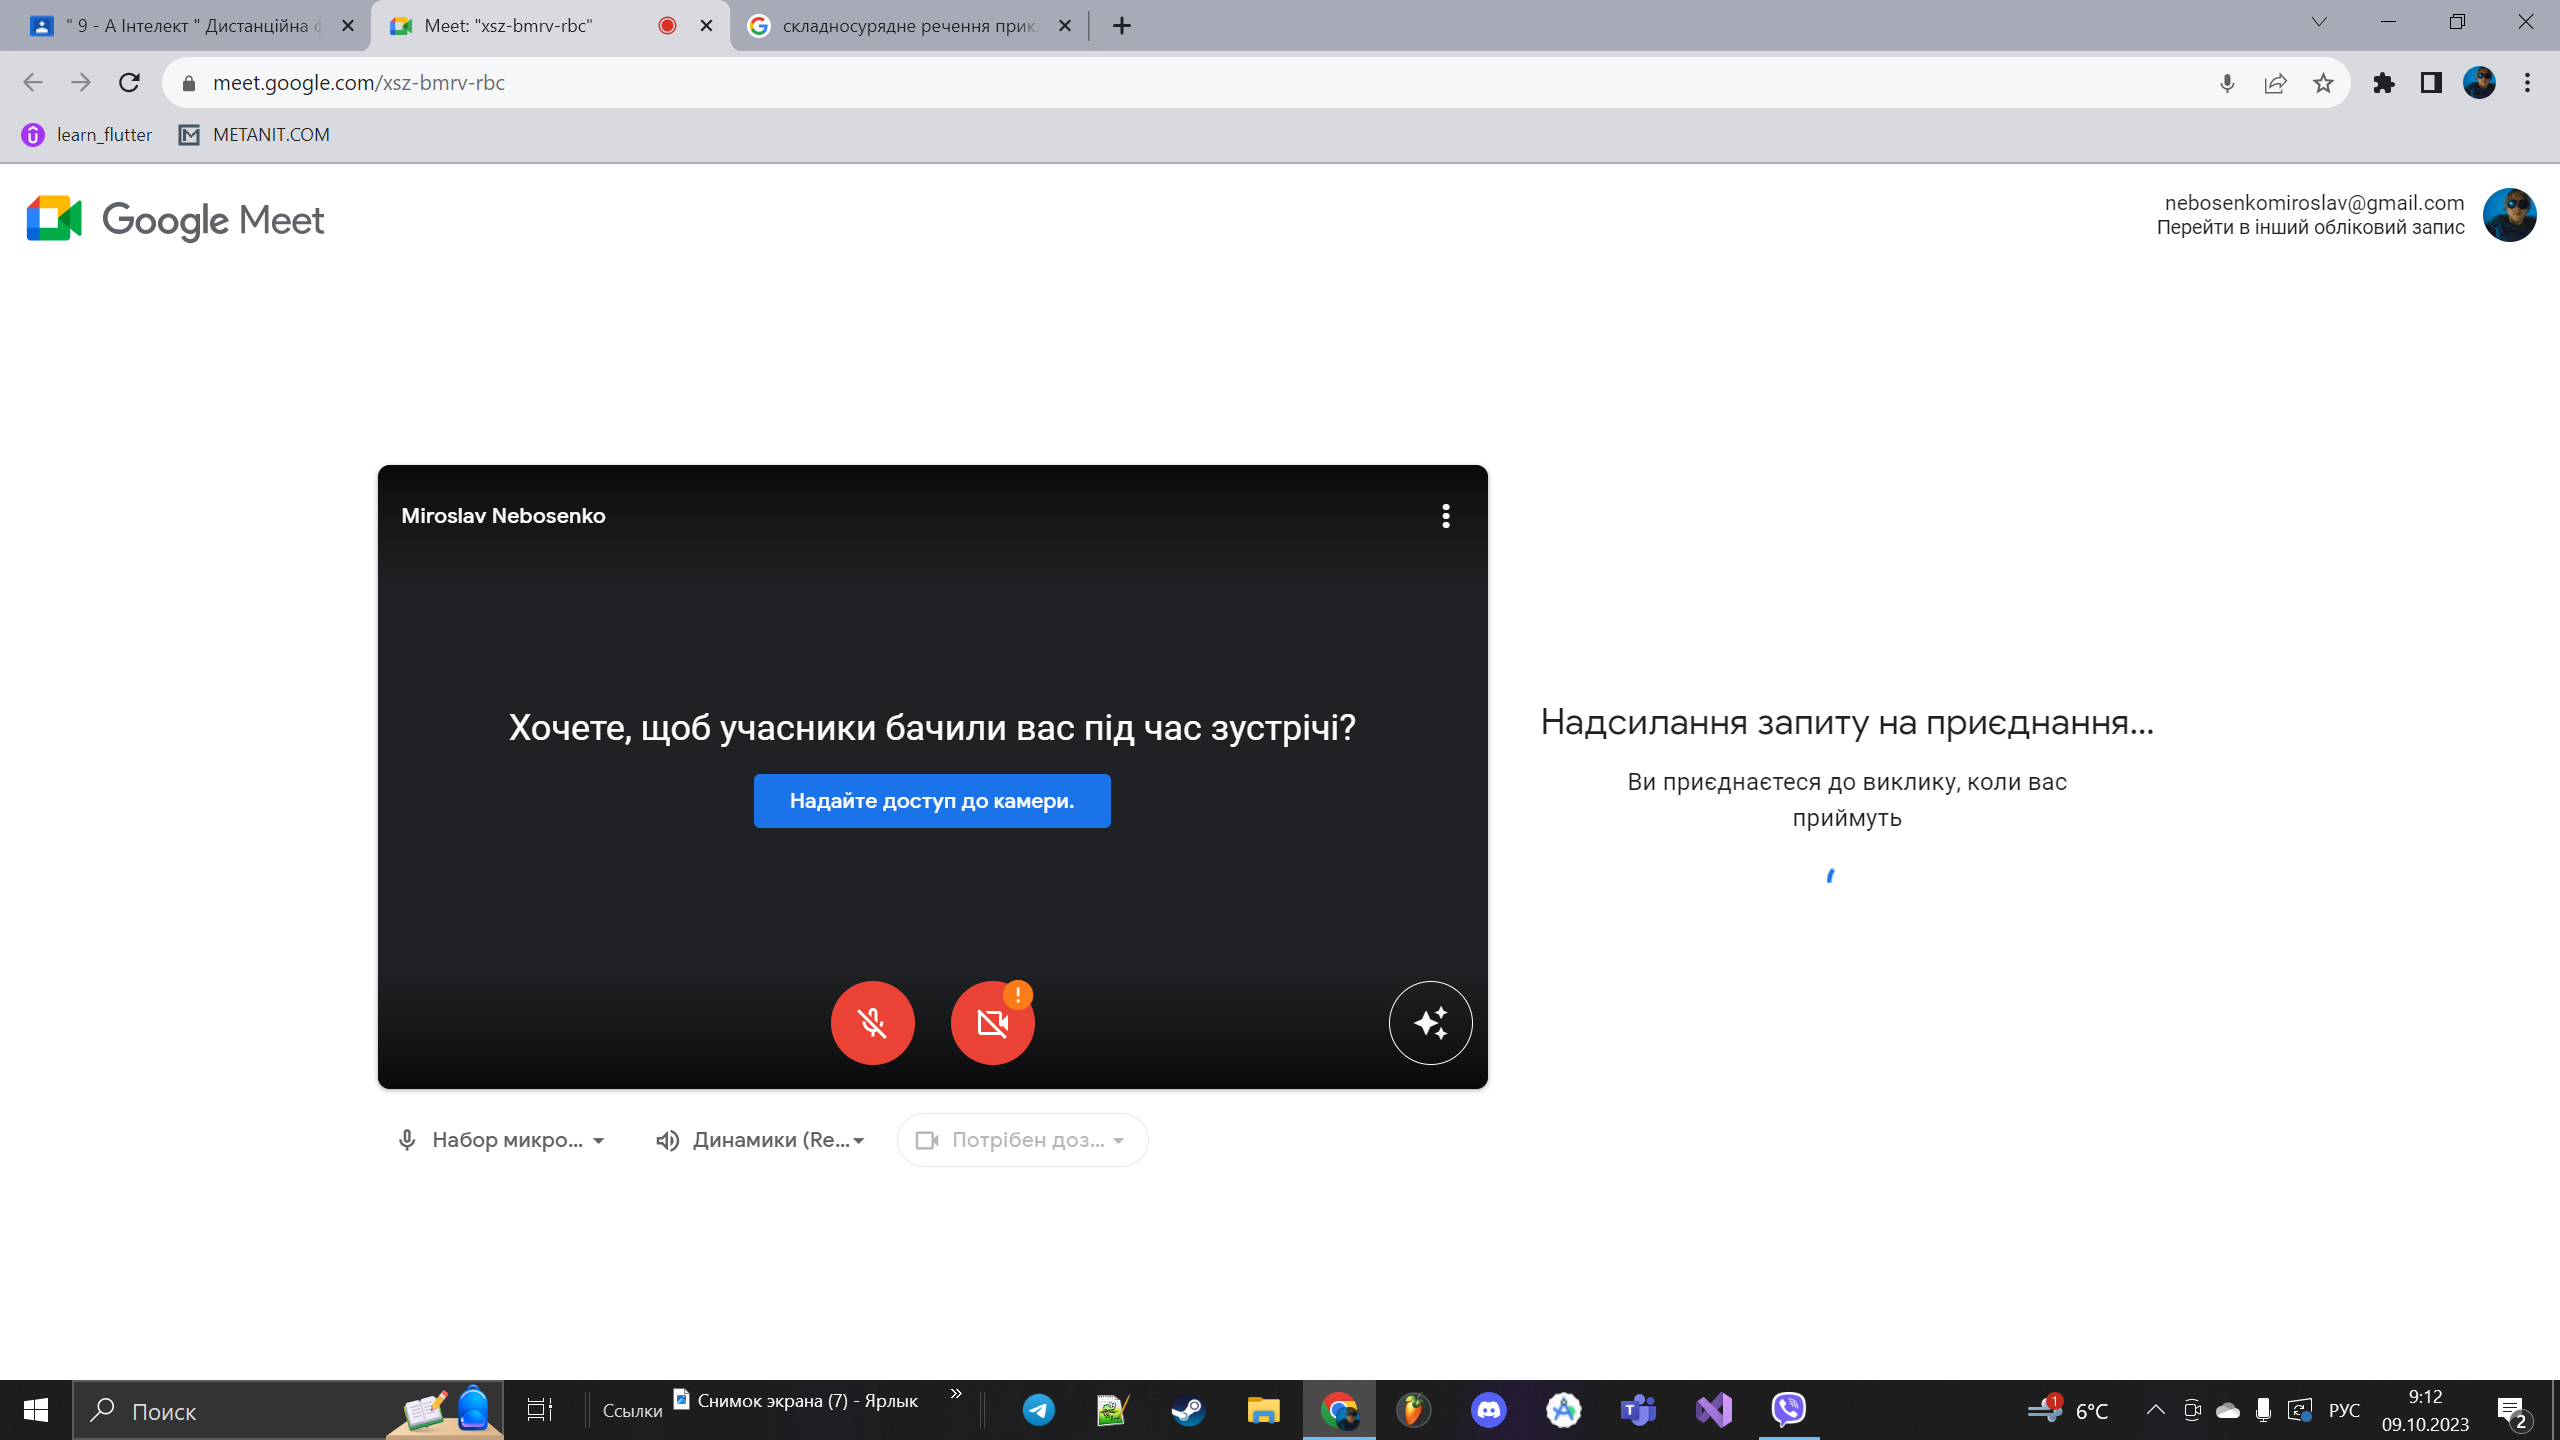 " 9 - А Інтелект " Дистанційна ф
Meet: "xsz-bmrv-rbc"
складносурядне речення прикл
meet.google.com/xsz-bmrv-rbc
learn_flutter
METANIT.COM
Google Meet
nebosenkomiroslav@gmail.com
Перейти в інший обліковий запис
Miroslav Nebosenko
Хочете, щоб учасники бачили вас під час зустрічі?
Надайте доступ до камери.
Надсилання запиту на приєднання...
Ви приєднаєтеся до виклику, коли вас
приймуть
Набор микро...
Динамики (Re...
Потрібен доз...
Поиск
Ссылки
Снимок экрана (7) - Ярлык
1
6°C
РУС
9:12
09.10.2023
2